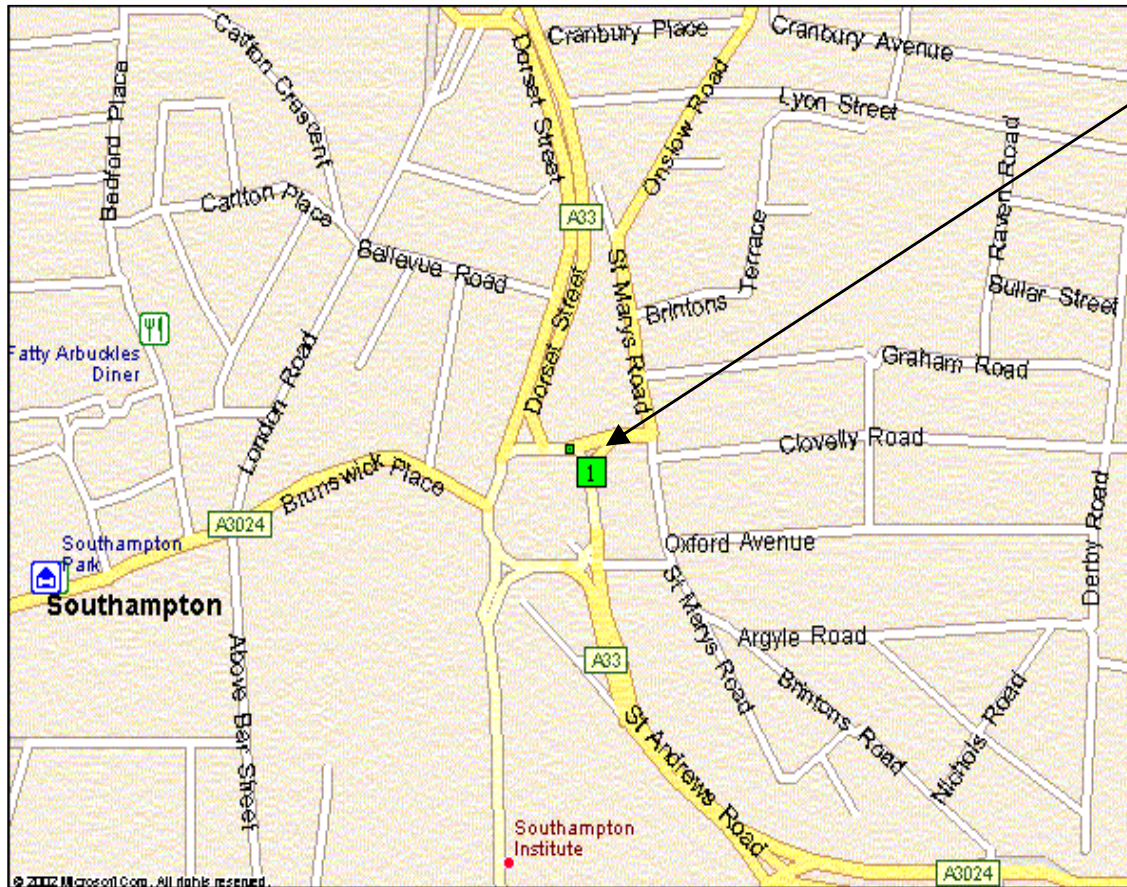 Cranbury Place
Cranbury Avenue
Carlton Crescent
Dorset Street
Lyon Street
Bedford Place
Onslow Road
Raven Road
Carlton Place
A33
Bellevue Road
St Marys Road
Terrace
Brintons
Bullar Street
Dorset Street
Fatty Arbuckles
Diner
London Road
Graham Road
Clovelly Road
Brunswick Place
1
A3024
Southampton
Park
Oxford Avenue
Derby Road
Southampton
St Marys Road
Argyle Road
A33
Above Bar Street
Brintons Road
Nichols Road
St Andrews Road
Southampton
Institute
A3024
© 2002 Microsoft Corp. All rights reserved.